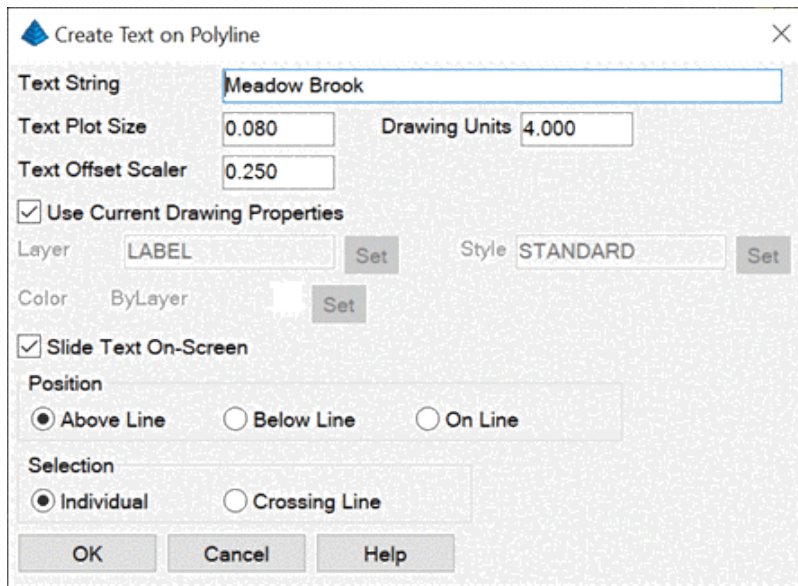 Create Text on Polyline
Text String Meadow Brook
Text Plot Size 0.080 Drawing Units 4.000
Text Offset Scaler 0.250
Use Current Drawing Properties
Layer LABEL Set Style STANDARD Set
Color ByLayer Set
Slide Text On-Screen
Position
Above Line Below Line On Line
Selection
Individual Crossing Line
OK Cancel Help